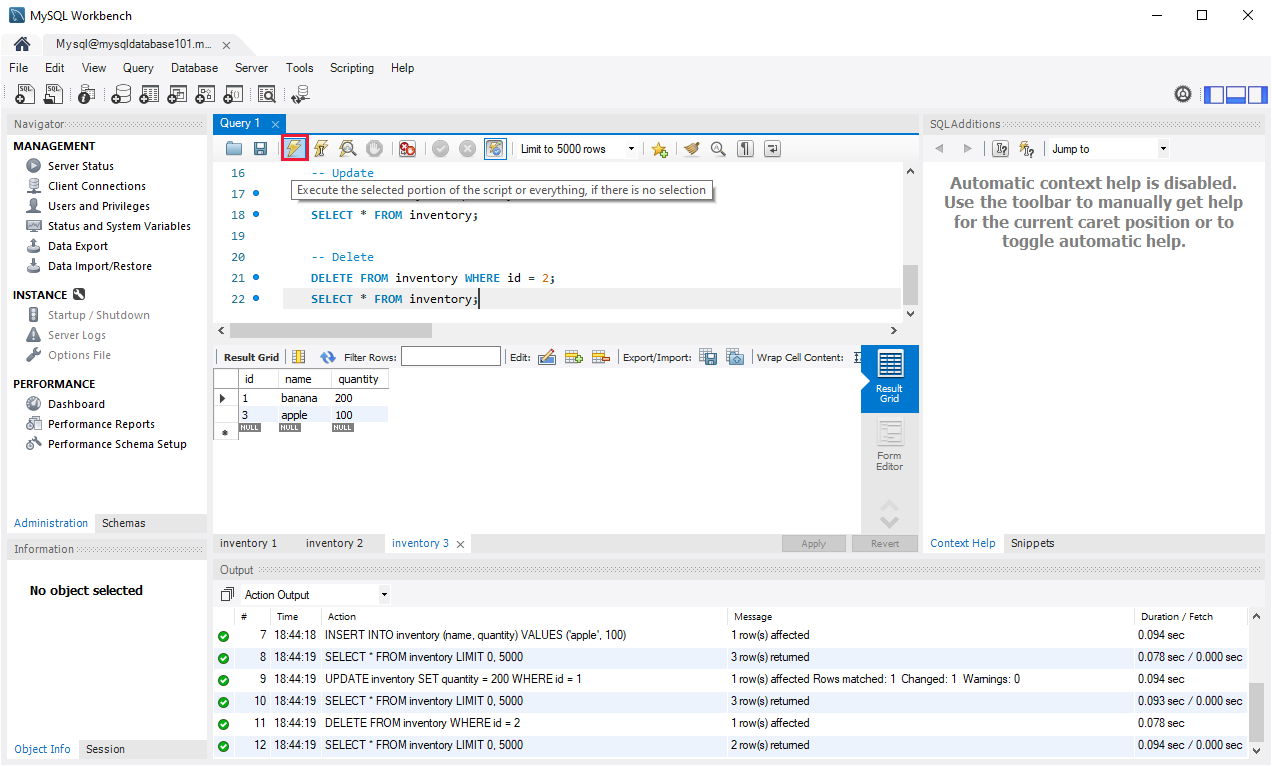 MySQL Workbench
Mysql@mysqldatabase101.m...
File Edit View Query Database Server Tools Scripting Help
Navigator
MANAGEMENT
Server Status
Client Connections
Users and Privileges
Status and System Variables
Data Export
Data Import/Restore
INSTANCE
Startup / Shutdown
Server Logs
Options File
PERFORMANCE
Dashboard
Performance Reports
Performance Schema Setup
Administration Schemas
Information
No object selected
Object Info Session
Query 1
Limit to 5000 rows
16 -- Update
Execute the selected portion of the script or everything, if there is no selection
17
18 SELECT * FROM inventory;
19
20 -- Delete
21 DELETE FROM inventory WHERE id = 2;
22 SELECT * FROM inventory;
Result Grid Filter Rows: Edit: Export/Import: Wrap Cell Content:
id name quantity
1 banana 200
3 apple 100
NULL NULL NULL
Result
Grid
Form
Editor
inventory 1 inventory 2 inventory 3 Apply Revert
SQLAdditions
Jump to
Automatic context help is disabled.
Use the toolbar to manually get help
for the current caret position or to
toggle automatic help.
Context Help Snippets
Output
Action Output
# Time Action Message Duration / Fetch
7 18:44:18 INSERT INTO inventory (name, quantity) VALUES ('apple', 100) 1 row(s) affected 0.094 sec
8 18:44:19 SELECT * FROM inventory LIMIT 0, 5000 3 row(s) returned 0.078 sec / 0.000 sec
9 18:44:19 UPDATE inventory SET quantity = 200 WHERE id = 1 1 row(s) affected Rows matched: 1 Changed: 1 Warnings: 0 0.094 sec
10 18:44:19 SELECT * FROM inventory LIMIT 0, 5000 3 row(s) returned 0.093 sec / 0.000 sec
11 18:44:19 DELETE FROM inventory WHERE id = 2 1 row(s) affected 0.078 sec
12 18:44:19 SELECT * FROM inventory LIMIT 0, 5000 2 row(s) returned 0.094 sec / 0.000 sec